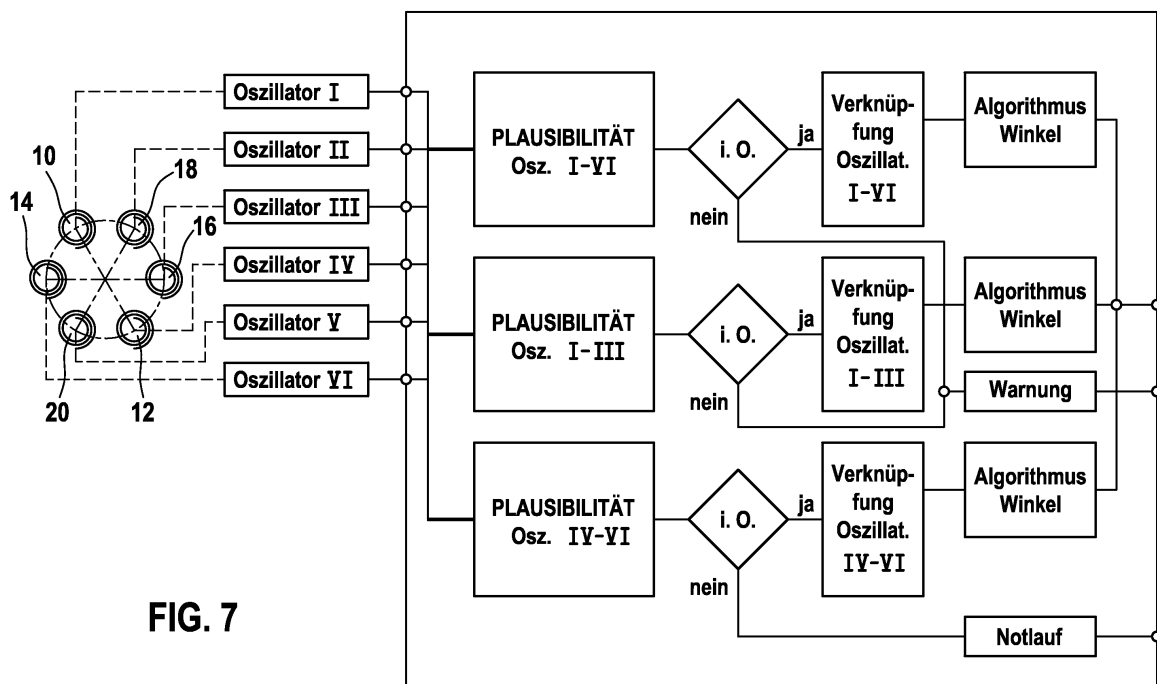 Oszillator I
Oszillator II
Oszillator III
Oszillator IV
Oszillator V
Oszillator VI
10
18
14
16
20
12
PLAUSIBILITÄT
Osz. I-VI
i. O.
ja
nein
Verknüp-
fung
Oszillat.
I-VI
Algorithmus
Winkel
PLAUSIBILITÄT
Osz. I-III
i. O.
ja
nein
Verknüp-
fung
Oszillat.
I-III
Algorithmus
Winkel
Warnung
PLAUSIBILITÄT
Osz. IV-VI
i. O.
ja
nein
Verknüp-
fung
Oszillat.
IV-VI
Algorithmus
Winkel
Notlauf
FIG. 7